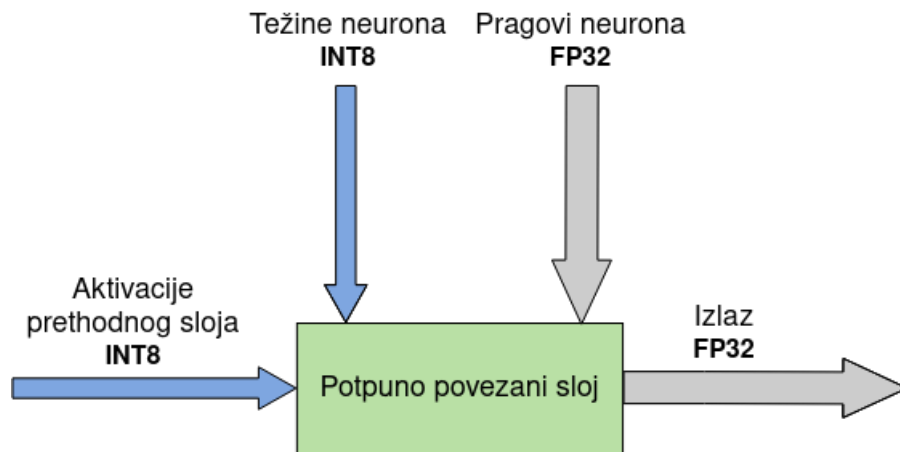 Težine neurona
INT8
Pragovi neurona
FP32
Aktivacije
prethodnog sloja
INT8
Potpuno povezani sloj
Izlaz
FP32